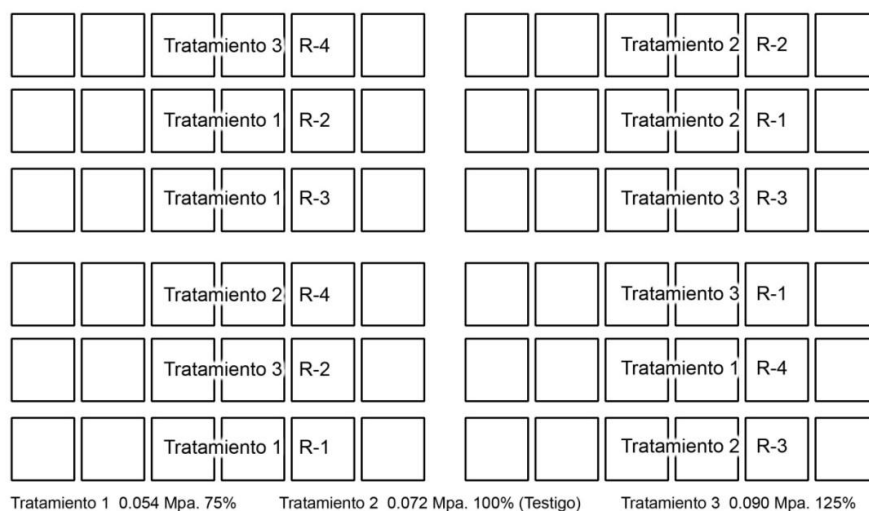 Tratamiento 3 R-4
Tratamiento 1 R-2
Tratamiento 1 R-3
Tratamiento 2 R-4
Tratamiento 3 R-2
Tratamiento 1 R-1
Tratamiento 2 R-2
Tratamiento 2 R-1
Tratamiento 3 R-3
Tratamiento 3 R-1
Tratamiento 1 R-4
Tratamiento 2 R-3
Tratamiento 1 0.054 Mpa. 75% Tratamiento 2 0.072 Mpa. 100% (Testigo) Tratamiento 3 0.090 Mpa. 125%